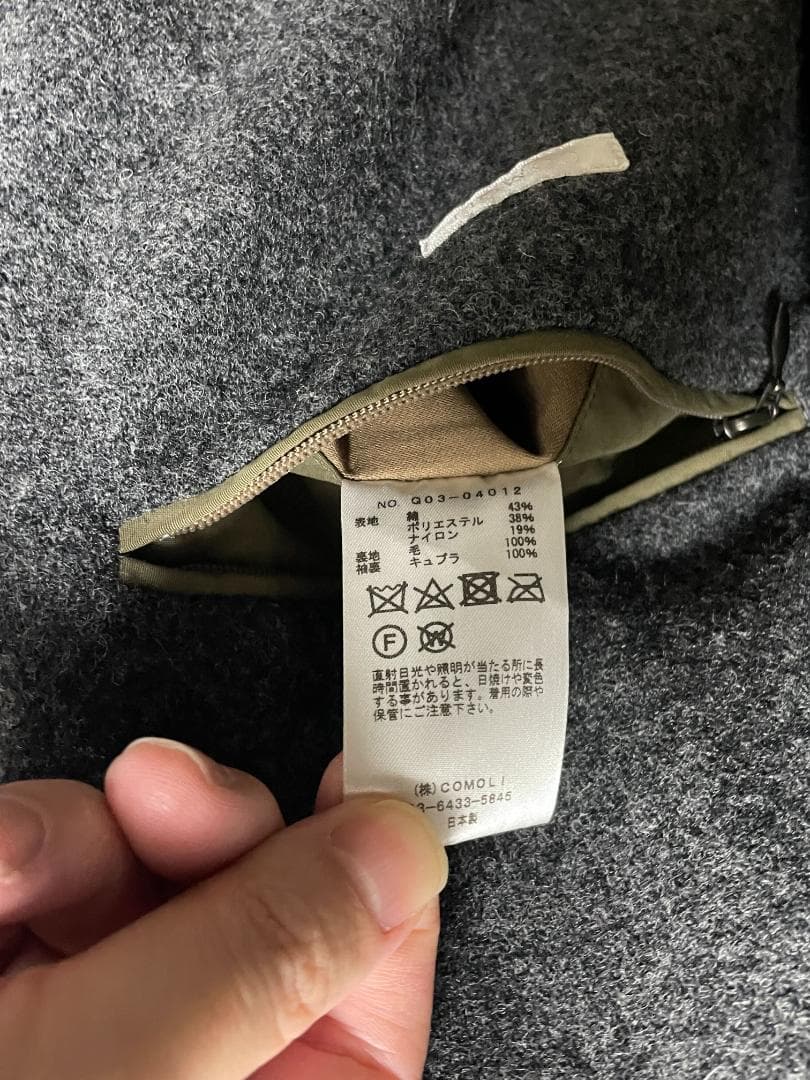 NO. Q03-04012
表地 綿 43%
ポリエステル 38%
ナイロン 19%
裏地 毛 100%
袖裏 キュプラ 100%
F
W
直射日光や照明が当たる所に長
時間置かれると、日焼けや変色
する事があります。着用の際や
保管にご注意下さい。
(株)COMOLI
3-6433-5845
日本製